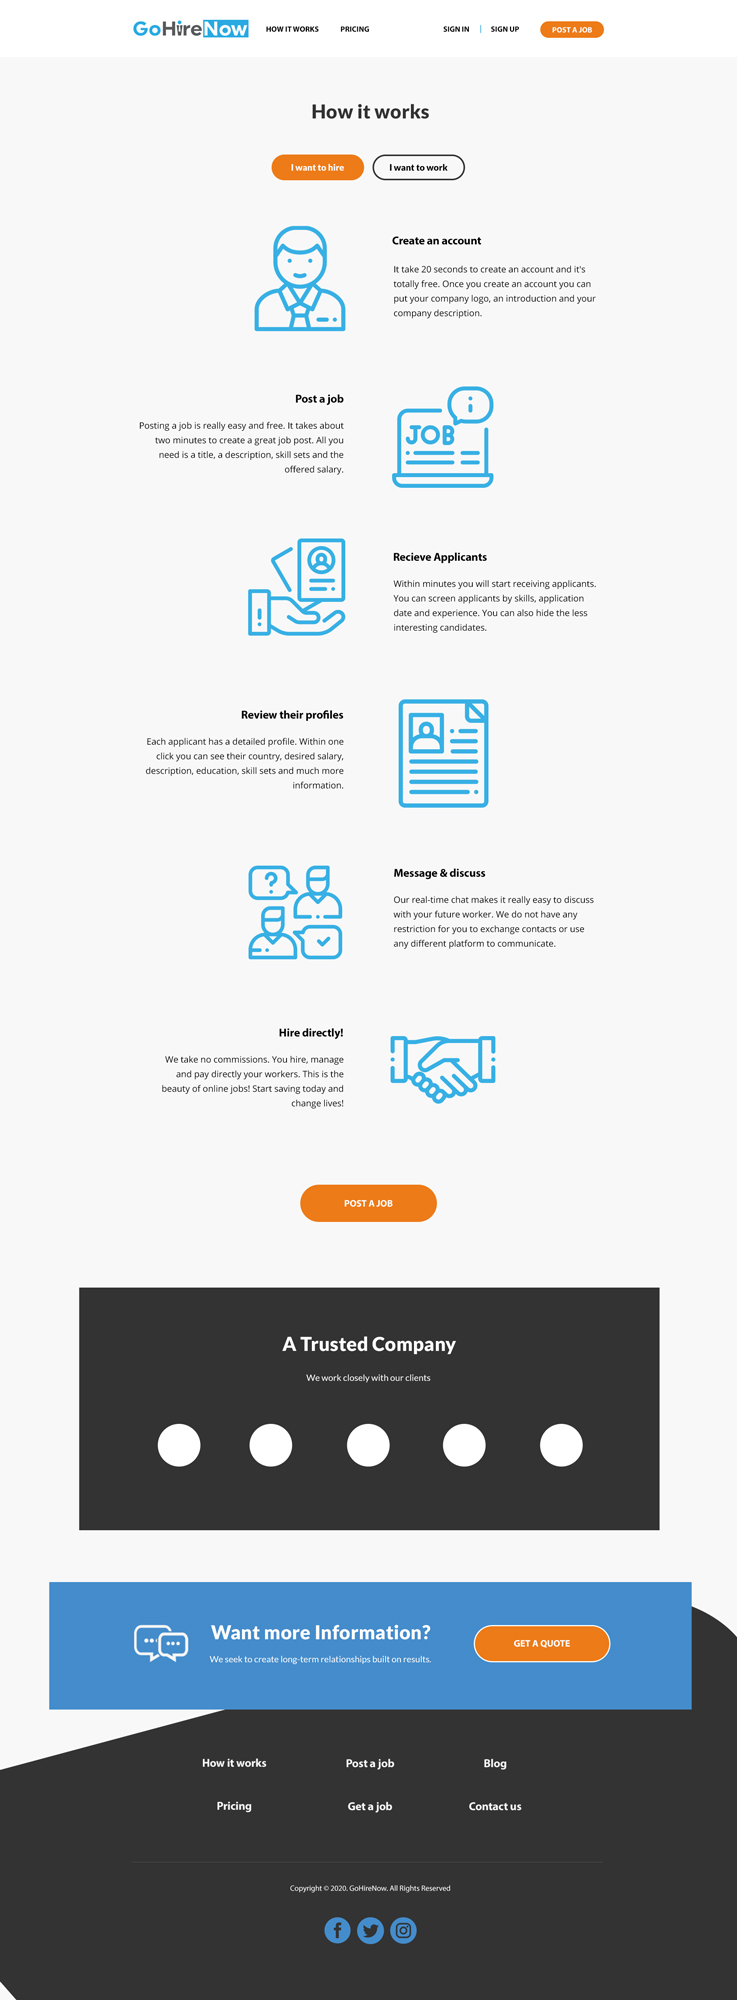 GoHireNow
HOW IT WORKS
PRICING
SIGN IN
SIGN UP
POST A JOB
How it works
I want to hire
I want to work
Create an account
It take 20 seconds to create an account and it's
totally free. Once you create an account you can
put your company logo, an introduction and your
company description.
Post a job
Posting a job is really easy and free. It takes about
two minutes to create a great job post. All you
need is a title, a description, skill sets and the
offered salary.
JOB
Recieve Applicants
Within minutes you will start receiving applicants.
You can screen applicants by skills, application
date and experience. You can also hide the less
interesting candidates.
Review their profiles
Each applicant has a detailed profile. Within one
click you can see their country, desired salary,
description, education, skill sets and much more
information.
?
Message & discuss
Our real-time chat makes it really easy to discuss
with your future worker. We do not have any
restriction for you to exchange contacts or use
any different platform to communicate.
Hire directly!
We take no commissions. You hire, manage
and pay directly your workers. This is the
beauty of online jobs! Start saving today and
change lives!
POST A JOB
A Trusted Company
We work closely with our clients
Want more Information?
We seek to create long-term relationships built on results.
GET A QUOTE
How it works
Post a job
Blog
Pricing
Get a job
Contact us
Copyright © 2020. GoHireNow. All Rights Reserved